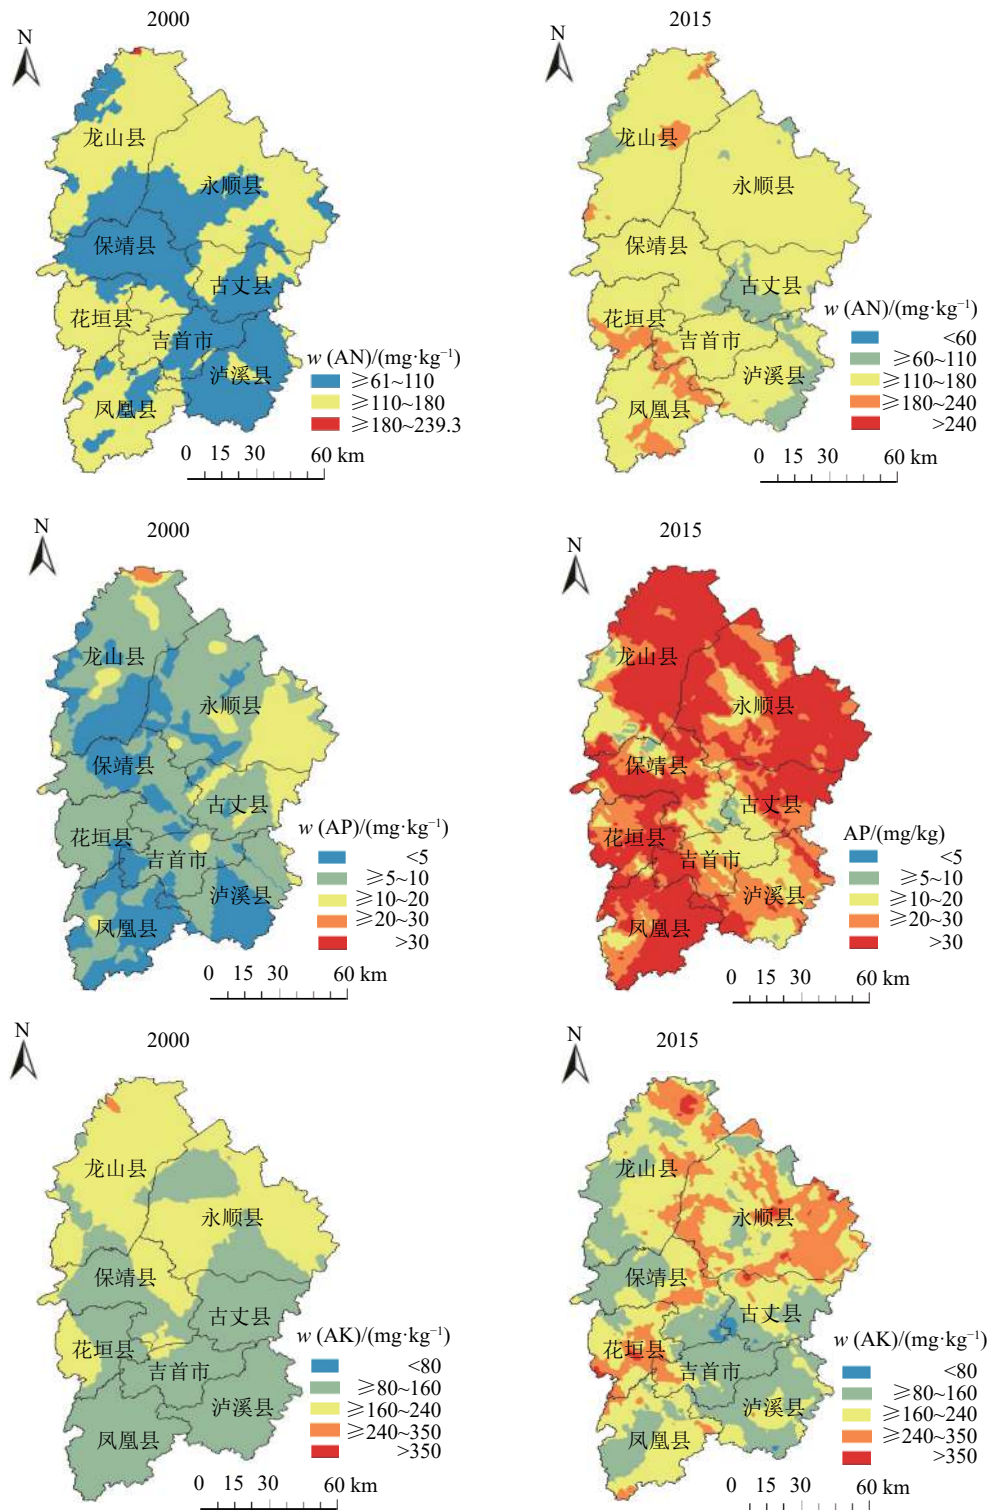 2000
N
龙山县
永顺县
保靖县
古丈县
花垣县
吉首市
泸溪县
凤凰县
w (AN)/(mg·kg⁻¹)
≥61~110
≥110~180
≥180~239.3
0 15 30 60 km
2015
N
龙山县
永顺县
保靖县
古丈县
花垣县
吉首市
泸溪县
凤凰县
w (AN)/(mg·kg⁻¹)
<60
≥60~110
≥110~180
≥180~240
>240
0 15 30 60 km
2000
N
龙山县
永顺县
保靖县
古丈县
花垣县
吉首市
泸溪县
凤凰县
w (AP)/(mg·kg⁻¹)
<5
≥5~10
≥10~20
≥20~30
>30
0 15 30 60 km
2015
N
龙山县
永顺县
保靖县
古丈县
花垣县
吉首市
泸溪县
凤凰县
AP/(mg/kg)
<5
≥5~10
≥10~20
≥20~30
>30
0 15 30 60 km
2000
N
龙山县
永顺县
保靖县
古丈县
花垣县
吉首市
泸溪县
凤凰县
w (AK)/(mg·kg⁻¹)
<80
≥80~160
≥160~240
≥240~350
>350
0 15 30 60 km
2015
N
龙山县
永顺县
保靖县
古丈县
花垣县
吉首市
泸溪县
凤凰县
w (AK)/(mg·kg⁻¹)
<80
≥80~160
≥160~240
≥240~350
>350
0 15 30 60 km